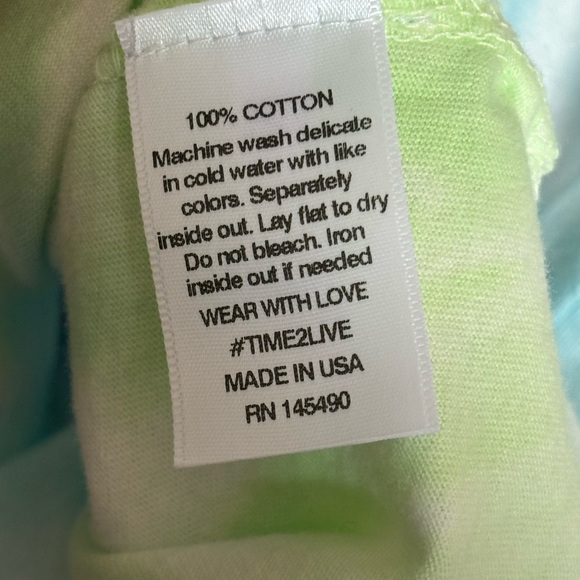 100% COTTON
Machine wash delicate
in cold water with like
colors. Separately
inside out. Lay flat to dry
Do not bleach. Iron
inside out if needed
WEAR WITH LOVE
#TIME2LIVE
MADE IN USA
RN 145490